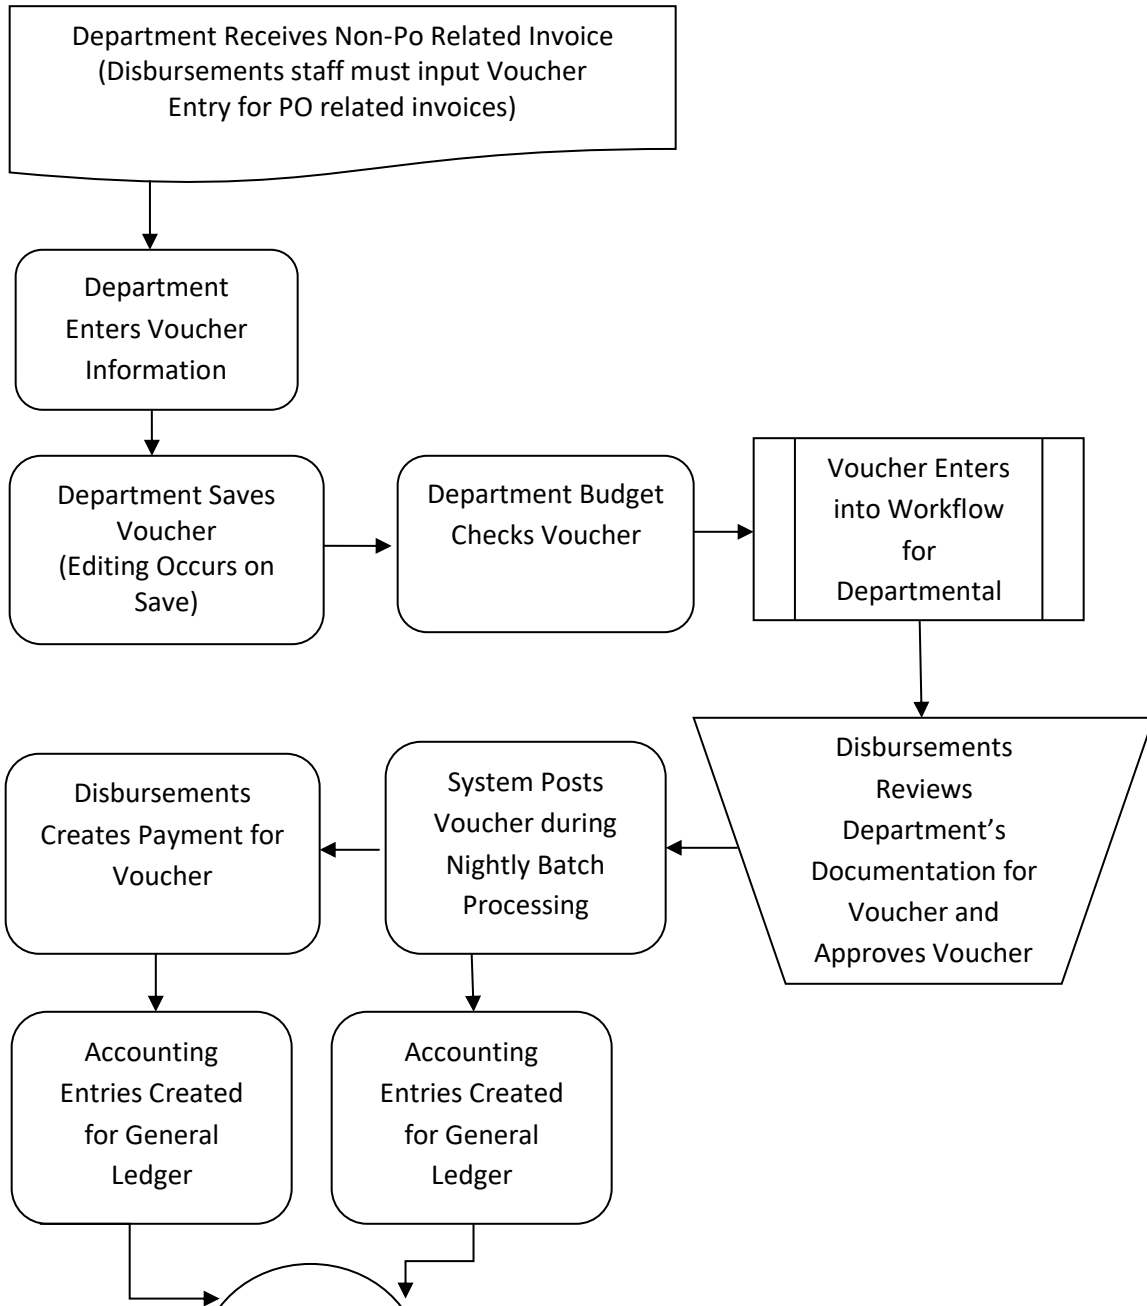 Department Receives Non-Po Related Invoice
(Disbursements staff must input Voucher
Entry for PO related invoices)
Department
Enters Voucher
Information
Department Saves
Voucher
(Editing Occurs on
Save)
Department Budget
Checks Voucher
Voucher Enters
into Workflow
for
Departmental
Disbursements
Reviews
Department’s
Documentation for
Voucher and
Approves Voucher
System Posts
Voucher during
Nightly Batch
Processing
Disbursements
Creates Payment for
Voucher
Accounting
Entries Created
for General
Ledger
Accounting
Entries Created
for General
Ledger